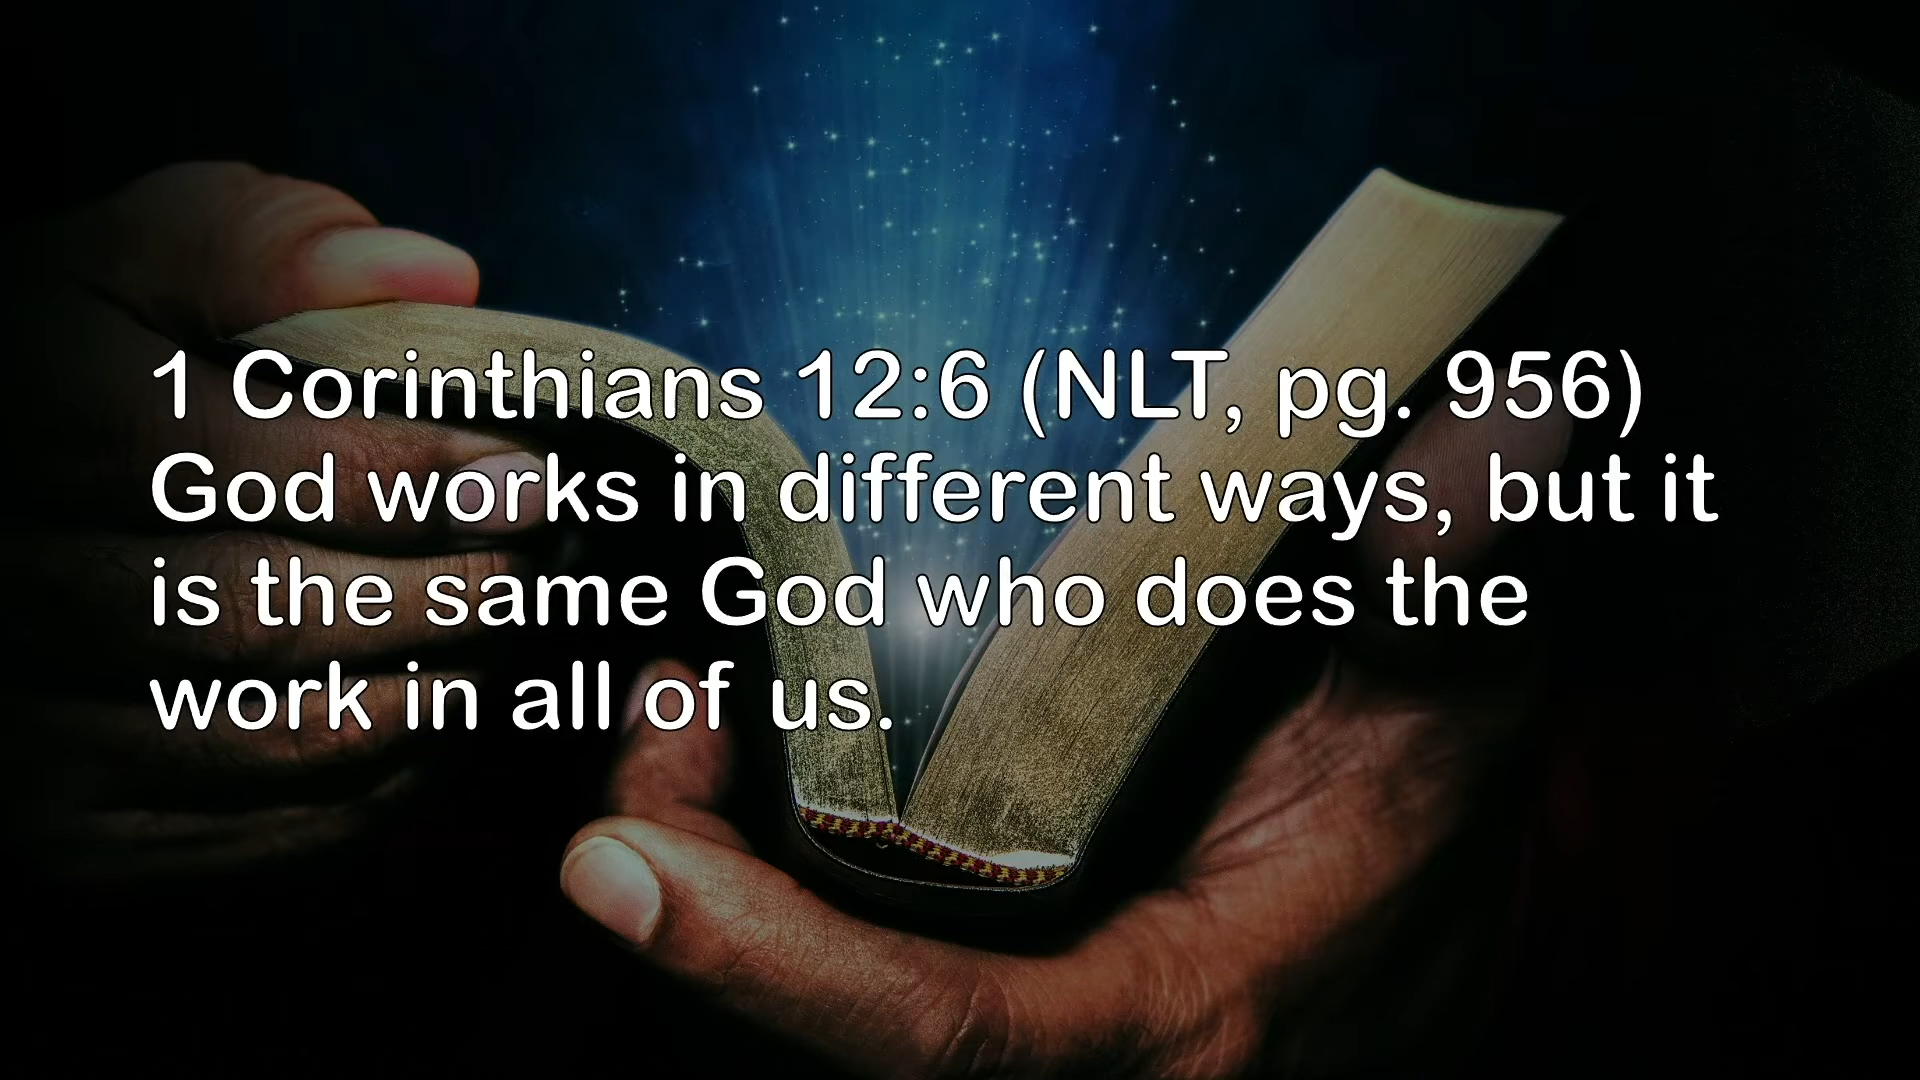 1 Corinthians 12:6 (NLT, pg. 956)
God works in different ways, but it
is the same God who does the
work in all of us.